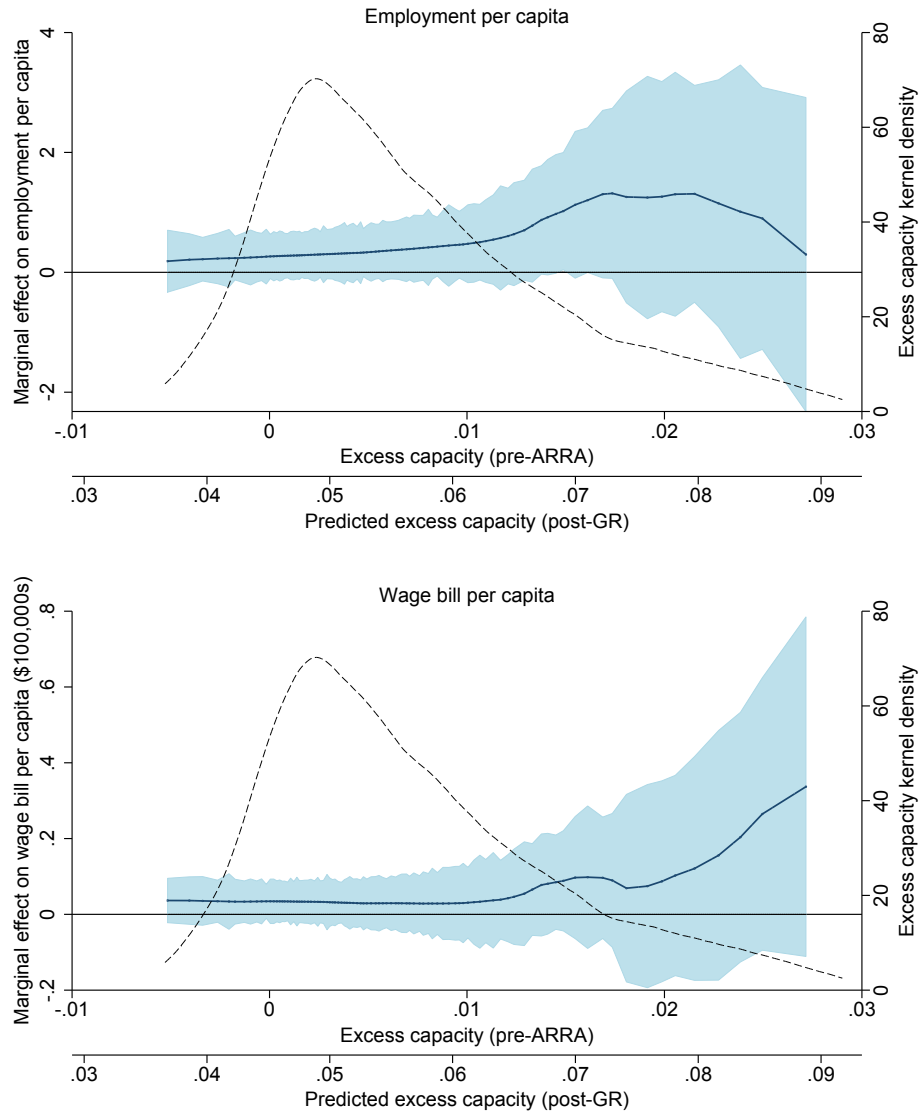 Employment per capita
Marginal effect on employment per capita
4
2
0
-.2
Excess capacity kernel density
80
60
40
20
0
-.01 0 .01 .02 .03
Excess capacity (pre-ARRA)
.03 .04 .05 .06 .07 .08 .09
Predicted excess capacity (post-GR)
Wage bill per capita
Marginal effect on wage bill per capita ($100,000s)
.8
.6
.4
.2
0
-.2
Excess capacity kernel density
80
60
40
20
0
-.01 0 .01 .02 .03
Excess capacity (pre-ARRA)
.03 .04 .05 .06 .07 .08 .09
Predicted excess capacity (post-GR)